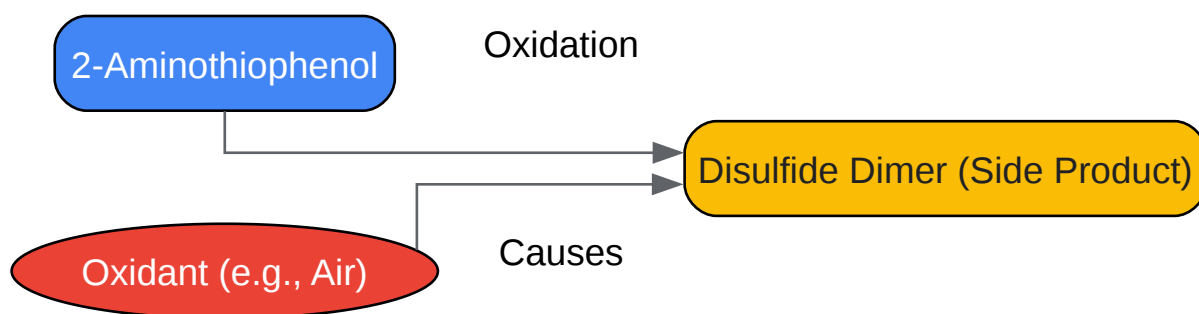 2-Aminothiophenol
Oxidation
Disulfide Dimer (Side Product)
Oxidant (e.g., Air)
Causes